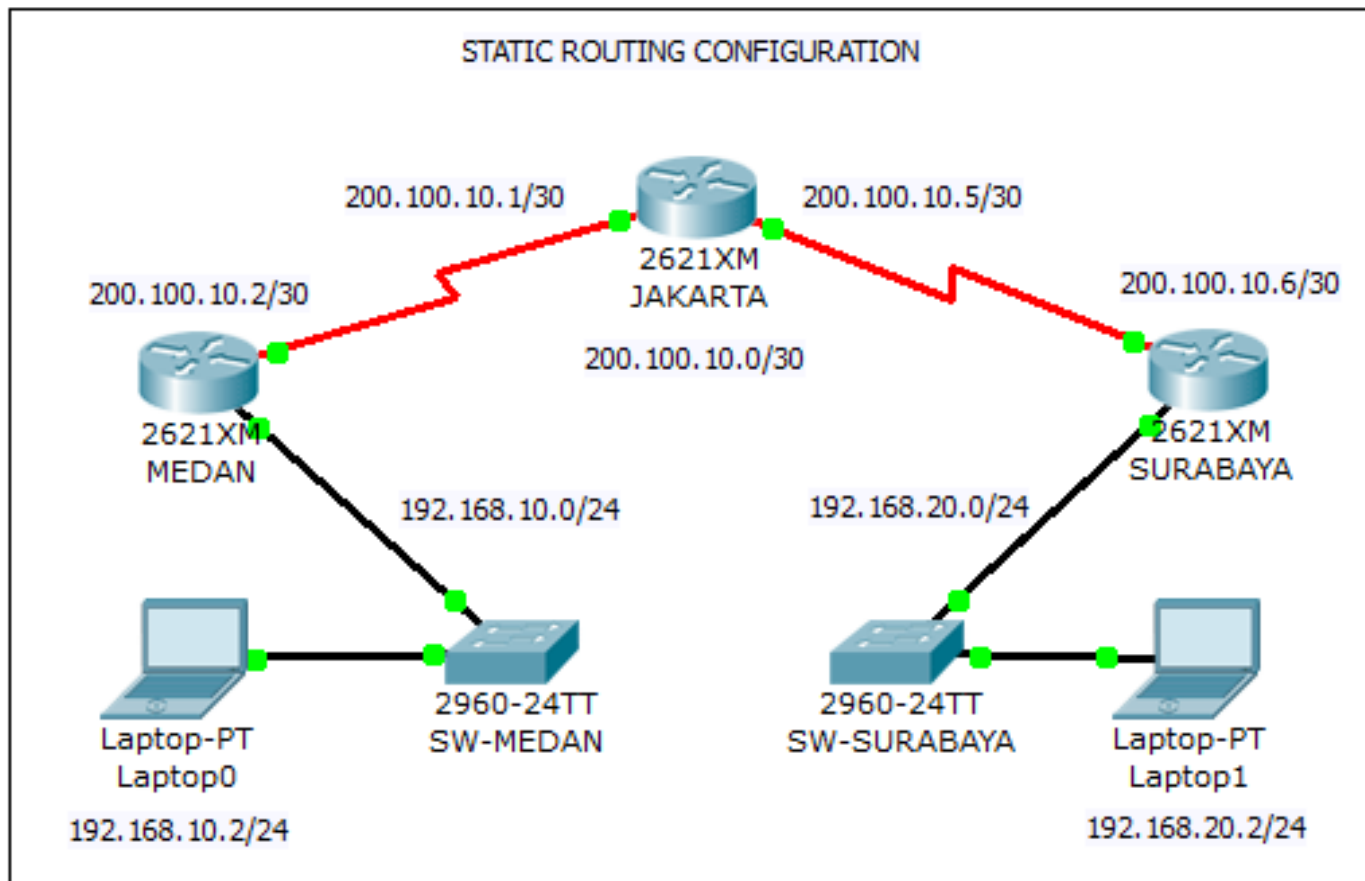 STATIC ROUTING CONFIGURATION
200.100.10.1/30
200.100.10.5/30
2621XM
JAKARTA
200.100.10.2/30
200.100.10.6/30
200.100.10.0/30
2621XM
MEDAN
2621XM
SURABAYA
192.168.10.0/24
192.168.20.0/24
2960-24TT
SW-MEDAN
2960-24TT
SW-SURABAYA
Laptop-PT
Laptop0
Laptop-PT
Laptop1
192.168.10.2/24
192.168.20.2/24